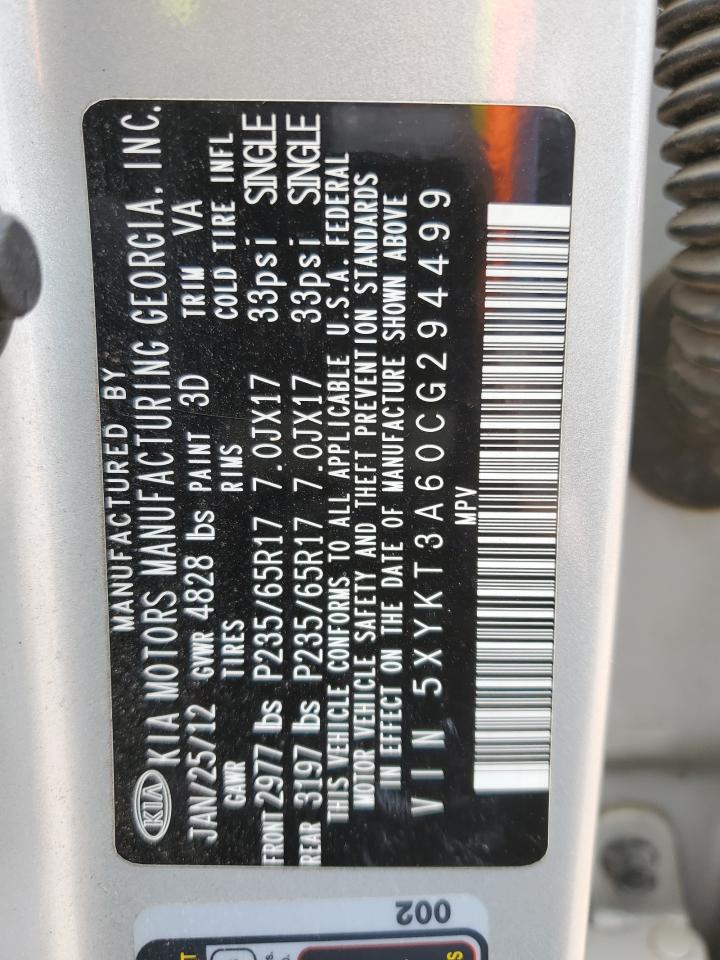 MANUFACTURED BY
KIA KIA MOTORS MANUFACTURING GEORGIA, INC.
JAN/25/12 GVWR 4828 lbs PAINT 3D TRIM VA
GAWR TIRES RIMS COLD TIRE INFL
FRONT 2977 lbs P235/65R17 7.0JX17 33psi SINGLE
REAR 3197 lbs P235/65R17 7.0JX17 33psi SINGLE
THIS VEHICLE CONFORMS TO ALL APPLICABLE U.S.A. FEDERAL
MOTOR VEHICLE SAFETY AND THEFT PREVENTION STANDARDS
IN EFFECT ON THE DATE OF MANUFACTURE SHOWN ABOVE
VIN 5XYKT3A60CG294499
MPV
002